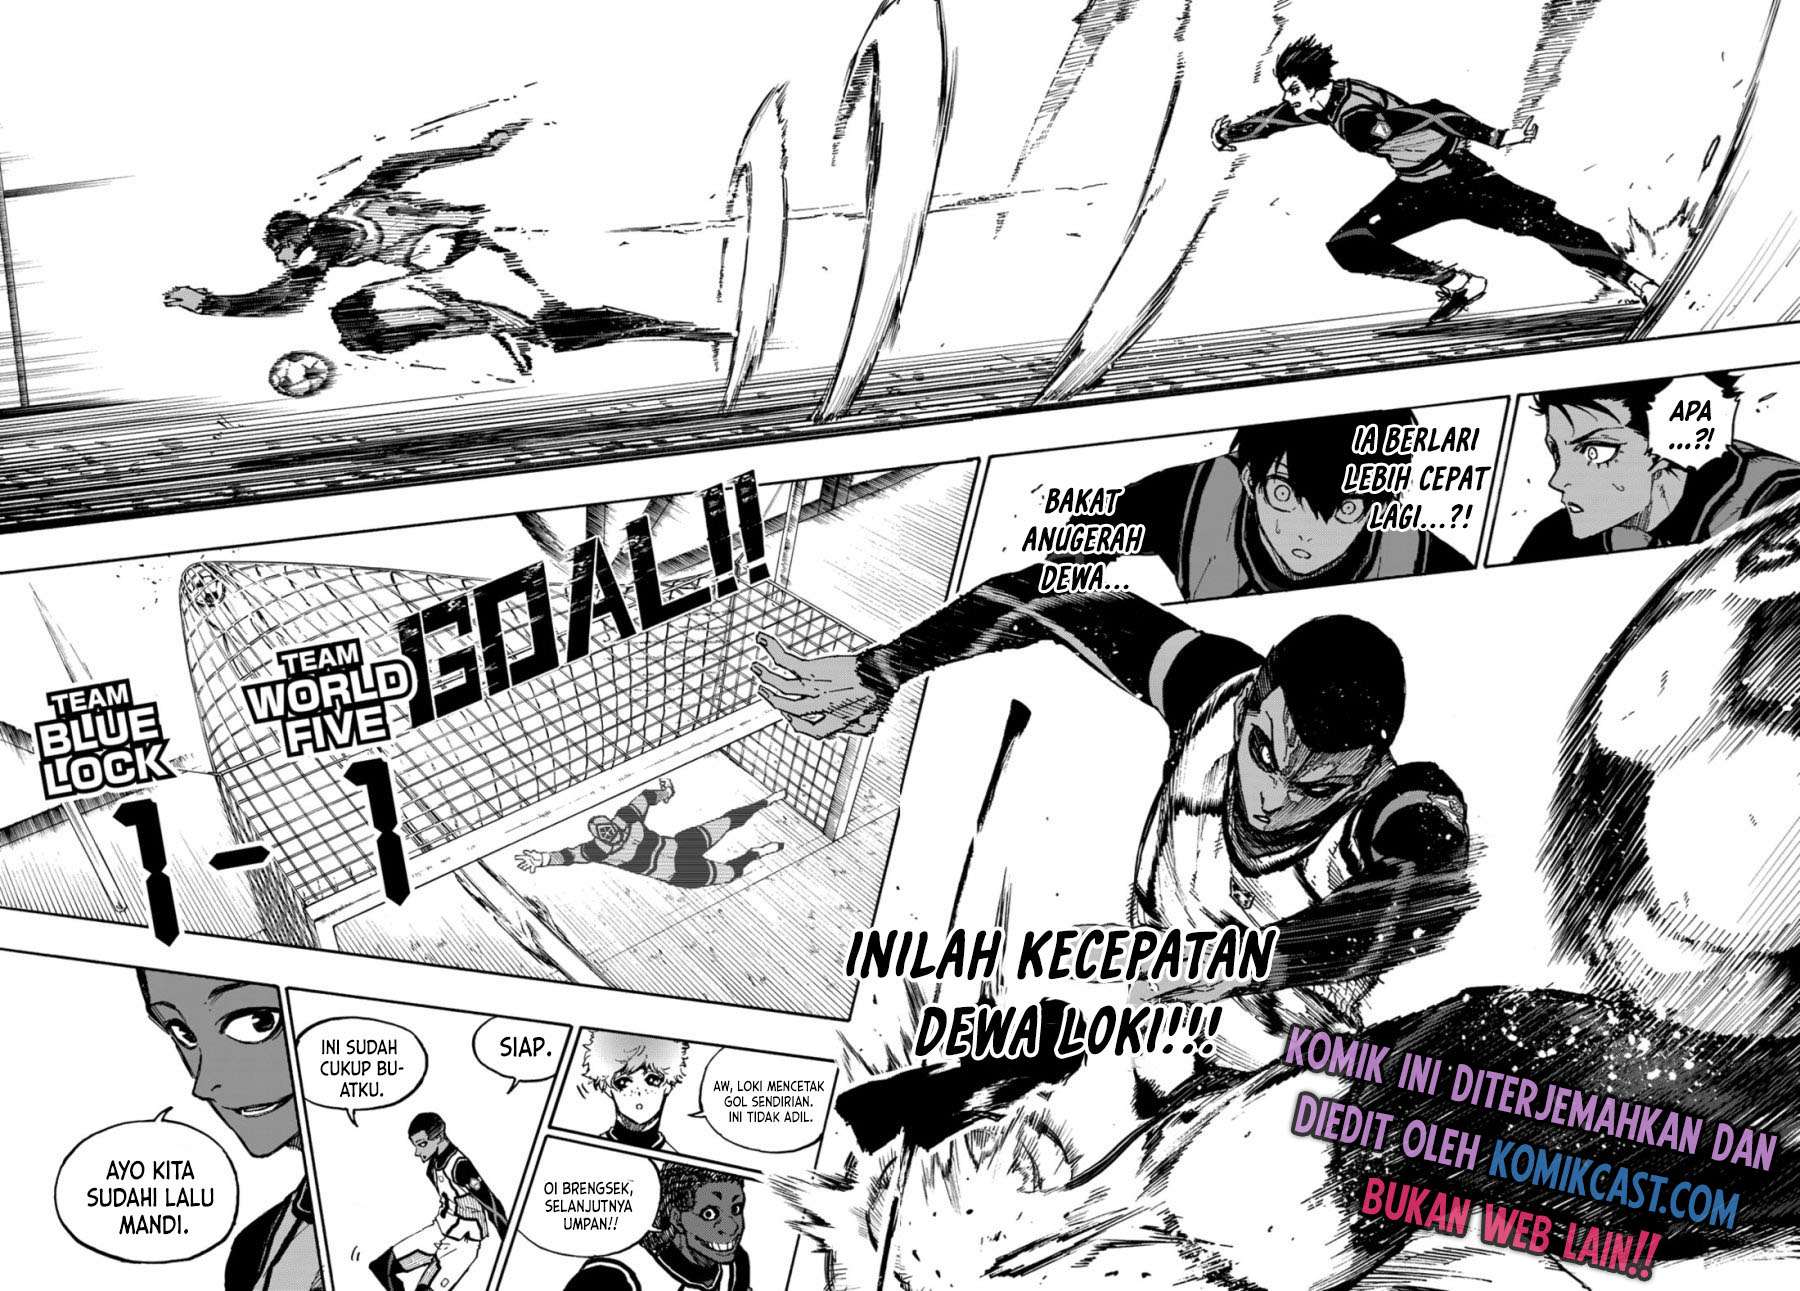 APA
...?!
IA BERLARI
LEBIH CEPAT
LAGI...?!
BAKAT
ANUGERAH
DEWA...
INILAH KECEPATAN
DEWA LOKI!!!
GOAL!!
TEAM
WORLD
FIVE
TEAM
BLUE
LOCK
1 - 1
AW, LOKI MENCETAK
GOL SENDIRIAN.
INI TIDAK ADIL.
OI BRENGSEK,
SELANJUTNYA
UMPAN!!
SIAP.
INI SUDAH
CUKUP BU-
ATKU.
AYO KITA
SUDAHI LALU
MANDI.
KOMIK INI DITERJEMAHKAN DAN
DIEDIT OLEH KOMIKCAST.COM
BUKAN WEB LAIN!!